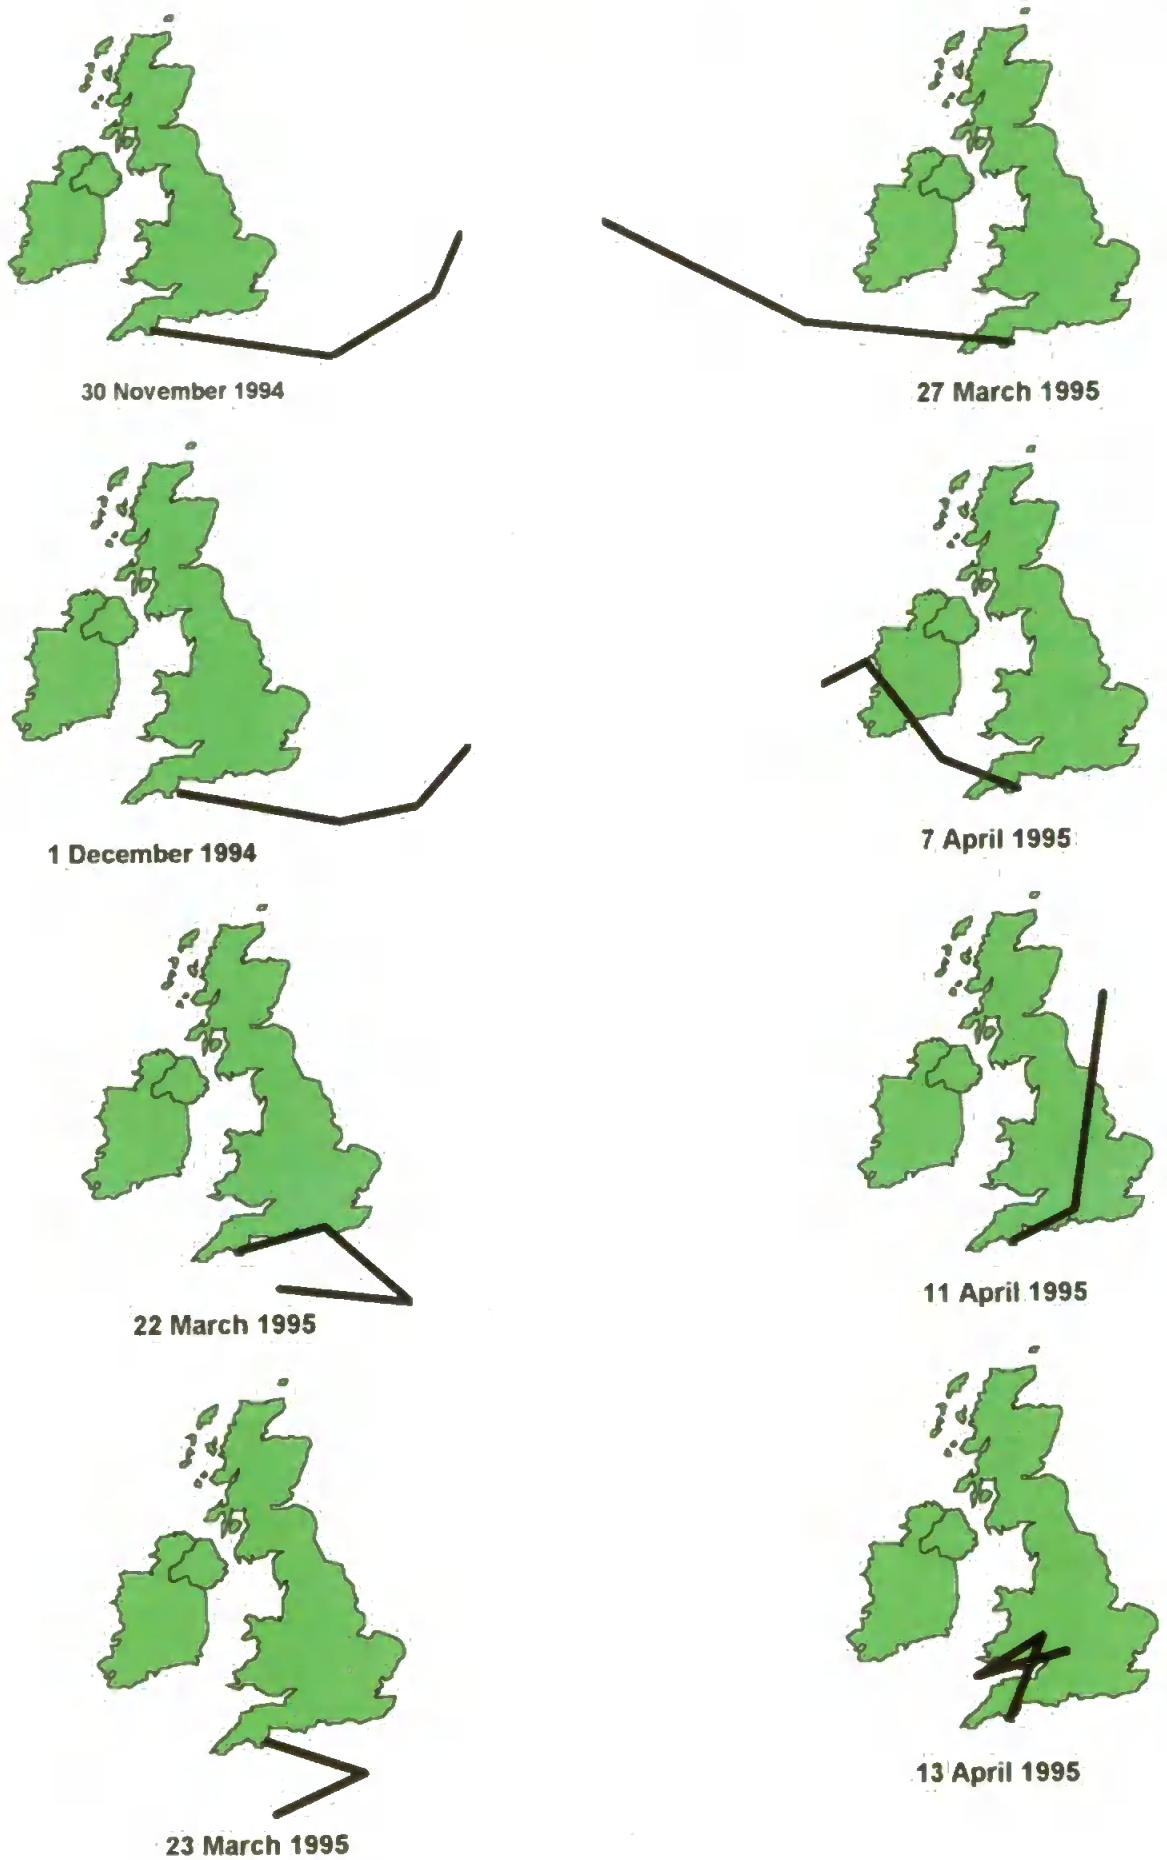 30 November 1994
27 March 1995
1 December 1994
7 April 1995
22 March 1995
11 April 1995
23 March 1995
13 April 1995